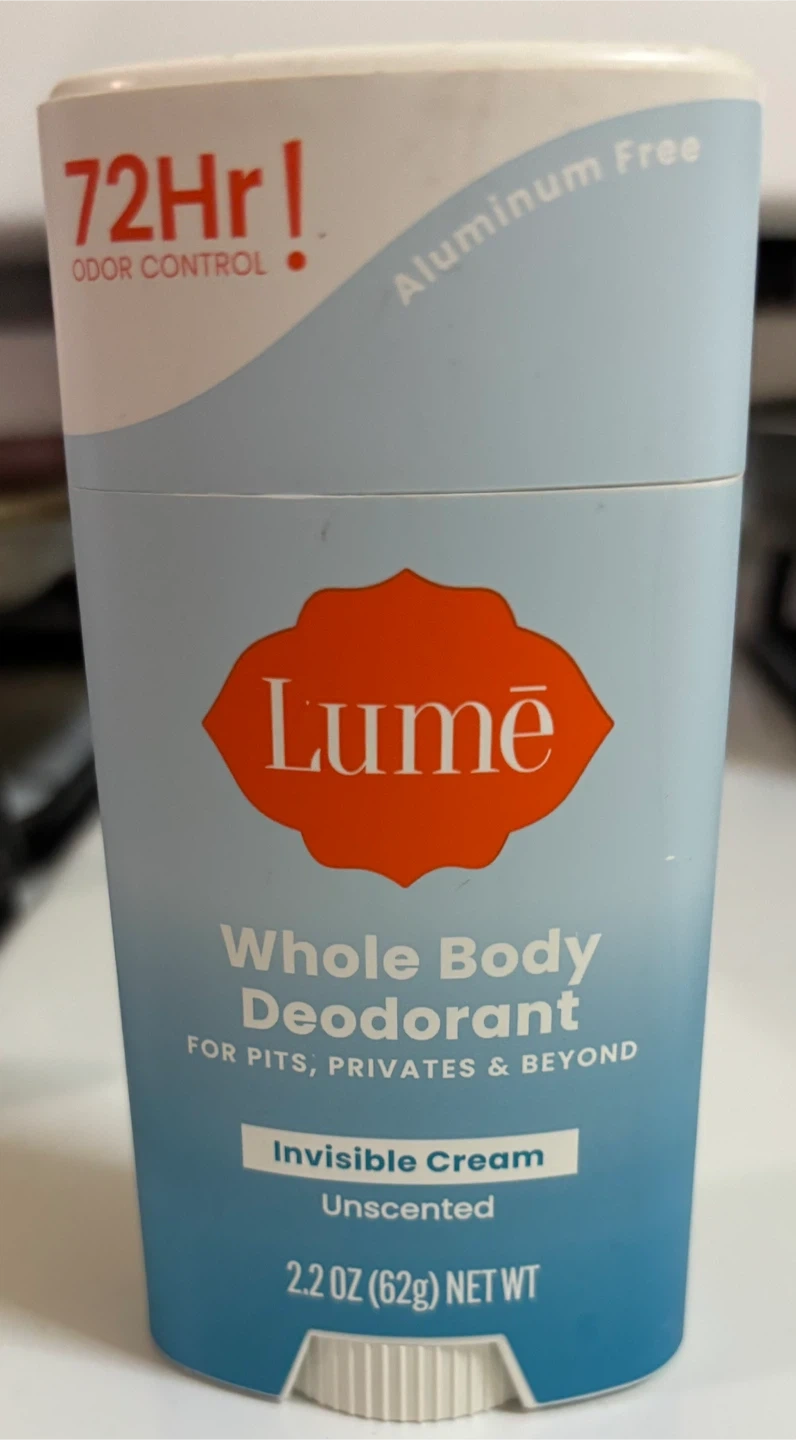 72Hr!
ODOR CONTROL
Aluminum Free
Lumē
Whole Body
Deodorant
FOR PITS, PRIVATES & BEYOND
Invisible Cream
Unscented
2.2 OZ (62g) NET WT